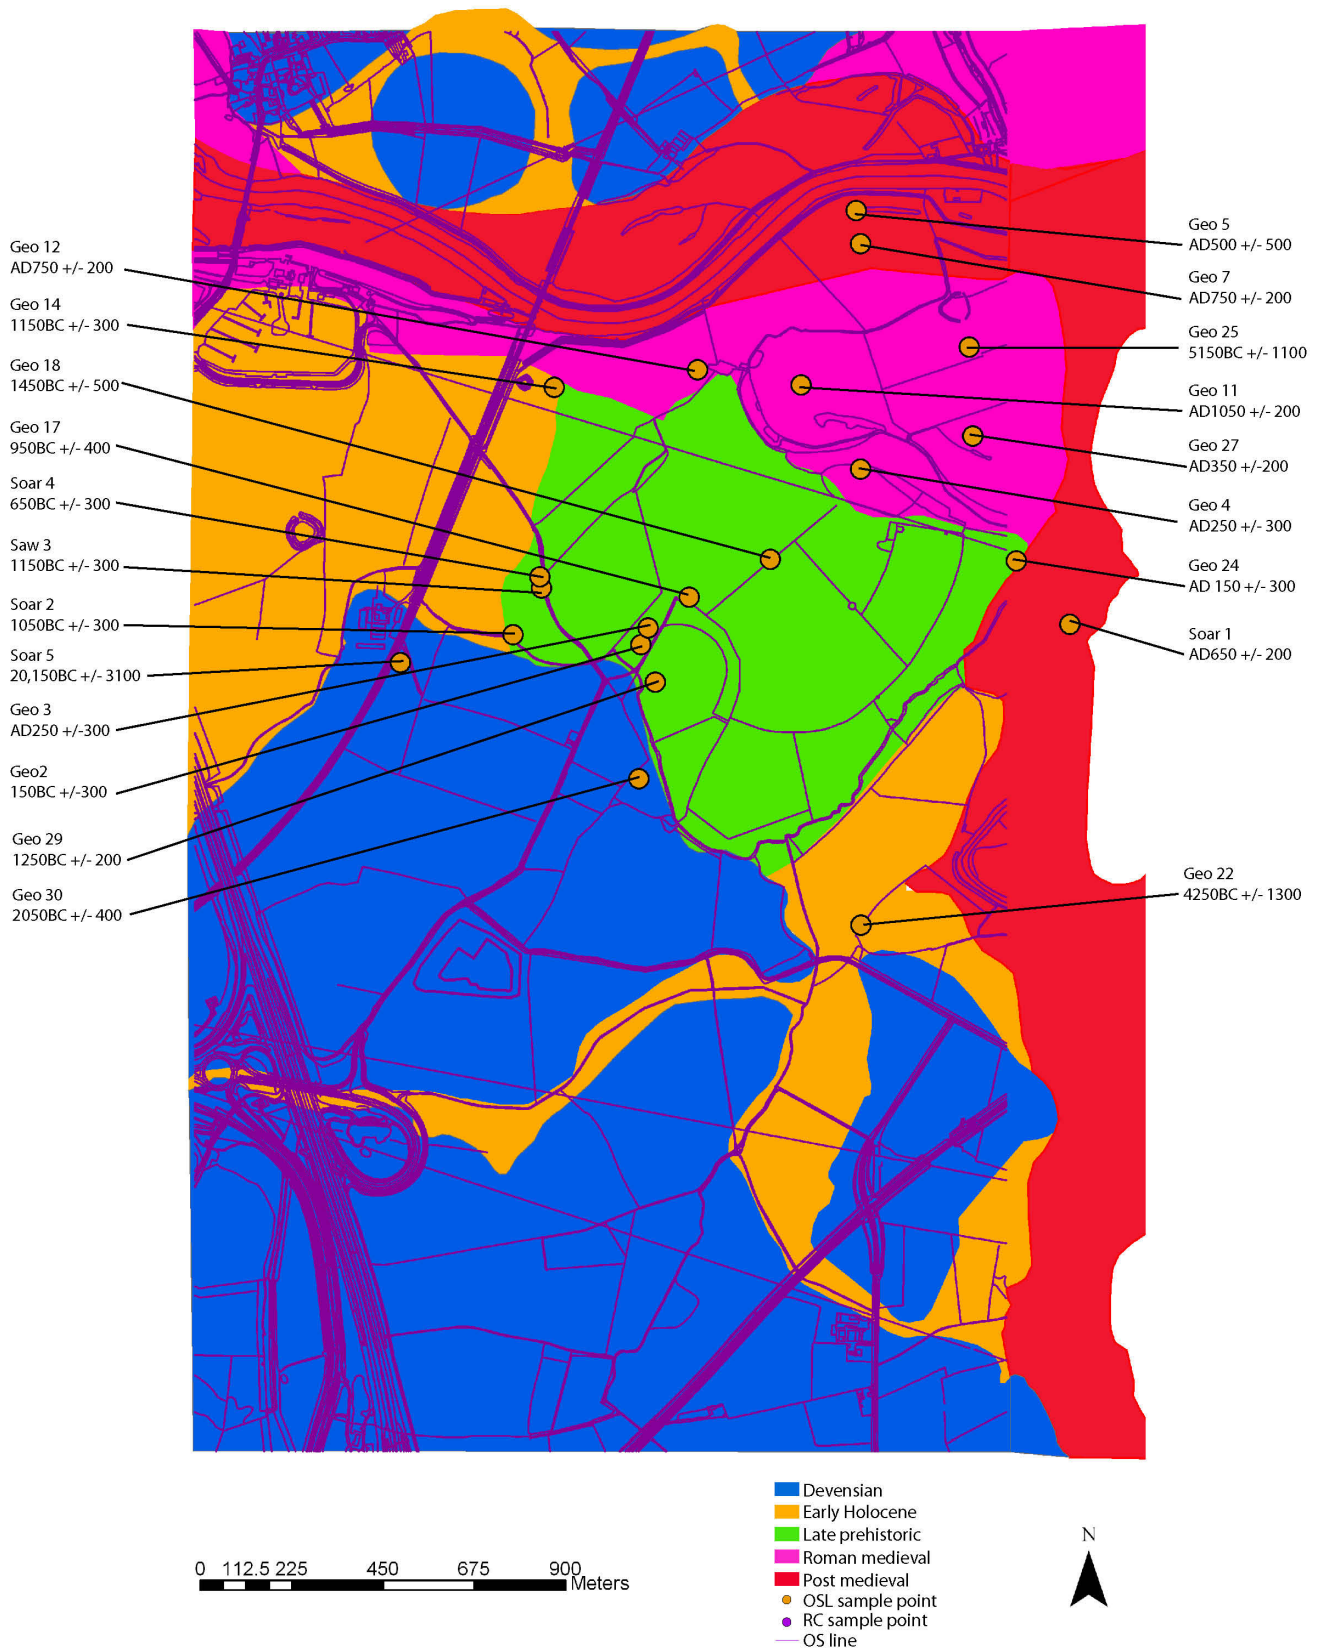 Geo 12
AD750 +/- 200
Geo 14
1150BC +/- 300
Geo 18
1450BC +/- 500
Geo 17
950BC +/- 400
Soar 4
650BC +/- 300
Saw 3
1150BC +/- 300
Soar 2
1050BC +/- 300
Soar 5
20,150BC +/- 3100
Geo 3
AD250 +/-300
Geo2
150BC +/-300
Geo 29
1250BC +/- 200
Geo 30
2050BC +/- 400
Geo 5
AD500 +/- 500
Geo 7
AD750 +/- 200
Geo 25
5150BC +/- 1100
Geo 11
AD1050 +/- 200
Geo 27
AD350 +/-200
Geo 4
AD250 +/- 300
Geo 24
AD 150 +/- 300
Soar 1
AD650 +/- 200
Geo 22
4250BC +/- 1300
Devensian
Early Holocene
Late prehistoric
Roman medieval
Post medieval
OSL sample point
RC sample point
OS line
0 112.5 225 450 675 900
Meters
N